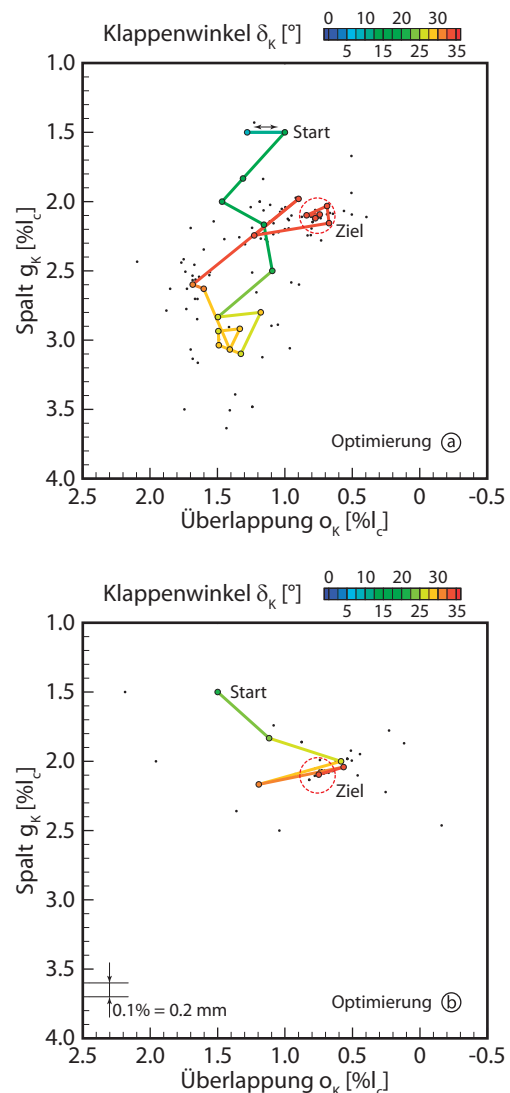 Klappenwinkel δK [°]
0 10 20 30
5 15 25 35
1.0
1.5
2.0
2.5
3.0
3.5
4.0
Spalt gK [%lc]
Start
Ziel
Optimierung a
2.5 2.0 1.5 1.0 0.5 0 -0.5
Überlappung oK [%lc]
Klappenwinkel δK [°]
0 10 20 30
5 15 25 35
1.0
1.5
2.0
2.5
3.0
3.5
4.0
Spalt gK [%lc]
Start
Ziel
0.1% = 0.2 mm
Optimierung b
2.5 2.0 1.5 1.0 0.5 0 -0.5
Überlappung oK [%lc]